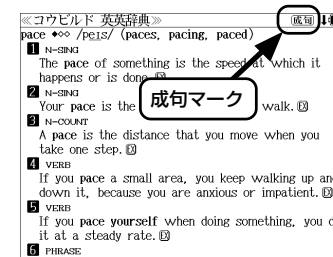 ≪コウビルド 英英辞典≫ 成句
pace ◆◇◇ /peɪs/ (paces, pacing, paced)
1 N-SING
The pace of something is the speed at which it
happens or is done.
2 N-SING
Your pace is the walk. EX
成句マーク
3 N-COUNT
A pace is the distance that you move when you
take one step. EX
4 VERB
If you pace a small area, you keep walking up and
down it, because you are anxious or impatient. EX
5 VERB
If you pace yourself when doing something, you d
it at a steady rate. EX
6 PHRASE